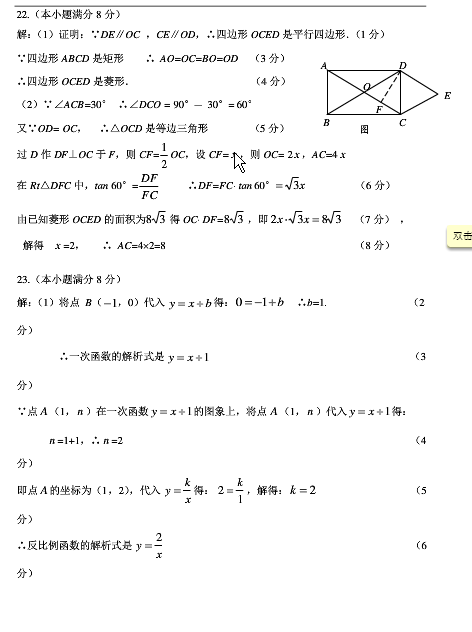 22.（本小题满分 8 分）
解:（1）证明：∵DE∥OC ，CE∥OD，∴四边形 OCED 是平行四边形.（1 分）
∵四边形 ABCD 是矩形 ∴ AO=OC=BO=OD （3 分）
∴四边形 OCED 是菱形. （4 分）
（2）∵∠ACB=30° ∴∠DCO = 90°— 30° = 60°
又∵OD= OC， ∴△OCD 是等边三角形 （5 分）
过 D 作 DF⊥OC 于 F，则 CF=1/2 OC，设 CF= ，则 OC= 2x，AC=4 x
在 Rt△DFC 中，tan 60° = DF/FC ∴DF=FC· tan 60° = √3x （6 分）
由已知菱形 OCED 的面积为8√3 得 OC· DF=8√3 ，即 2x·√3x = 8√3 （7 分），
解得 x =2， ∴ AC=4×2=8 （8 分）
A
D
O
F
E
B
C
图
双击
23.（本小题满分 8 分）
解:（1）将点 B（−1，0）代入 y = x + b 得：0 = −1 + b ∴b=1. （2
分）
∴一次函数的解析式是 y = x + 1 （3
分）
∵点 A（1，n ）在一次函数 y = x + 1 的图象上，将点 A（1，n ）代入 y = x + 1 得:
n =1+1，∴ n =2 （4
分）
即点 A 的坐标为（1，2），代入 y = k/x 得： 2 = k/1 ，解得：k = 2 （5
分）
∴反比例函数的解析式是 y = 2/x （6
分）